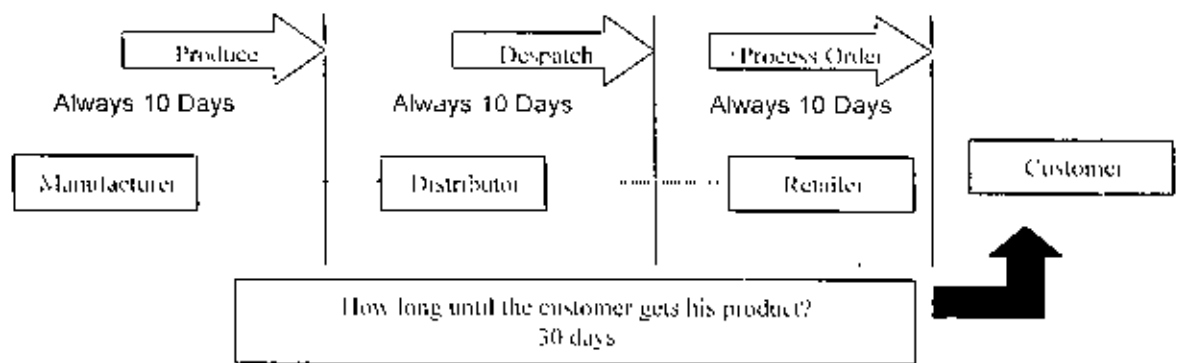 Produce
Despatch
Process Order
Always 10 Days
Always 10 Days
Always 10 Days
Manufacturer
Distributor
Retailer
Customer
How long until the customer gets his product?
30 days